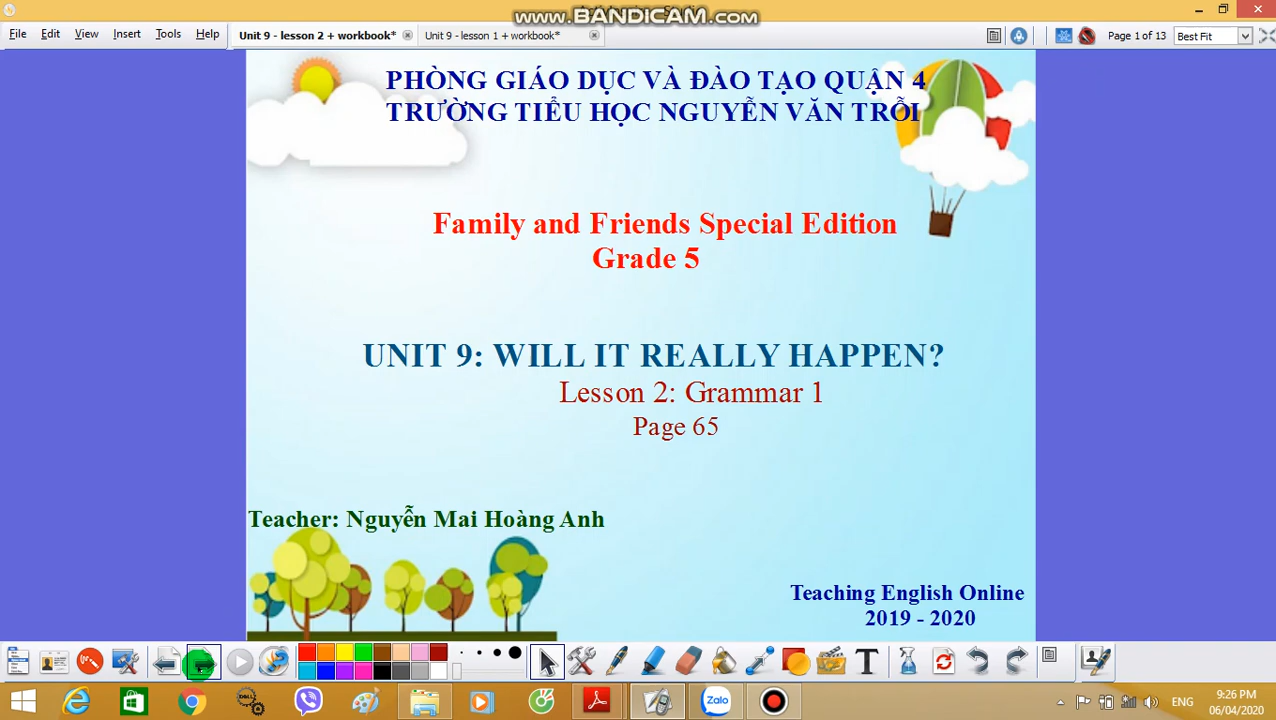 www.BANDICAM.com
File Edit View Insert Tools Help
Unit 9 - lesson 2 + workbook*
Unit 9 - lesson 1 + workbook*
Page 1 of 13
Best Fit
PHÒNG GIÁO DỤC VÀ ĐÀO TẠO QUẬN 4
TRƯỜNG TIỂU HỌC NGUYỄN VĂN TRỖI
Family and Friends Special Edition
Grade 5
UNIT 9: WILL IT REALLY HAPPEN?
Lesson 2: Grammar 1
Page 65
Teacher: Nguyễn Mai Hoàng Anh
Teaching English Online
2019 - 2020
T
Zalo
ENG
9:26 PM
06/04/2020